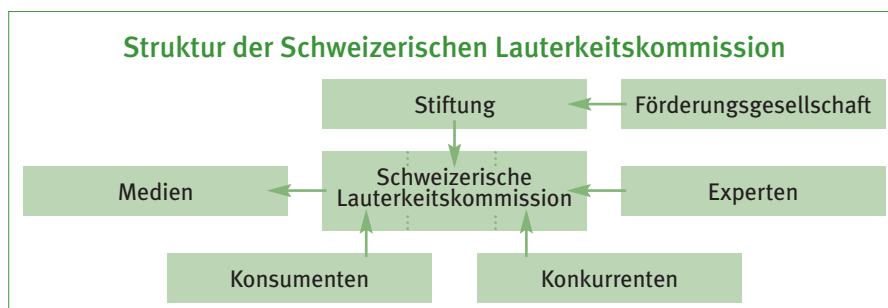 Struktur der Schweizerischen Lauterkeitskommission
Stiftung
Förderungsgesellschaft
Medien
Schweizerische
Lauterkeitskommission
Experten
Konsumenten
Konkurrenten